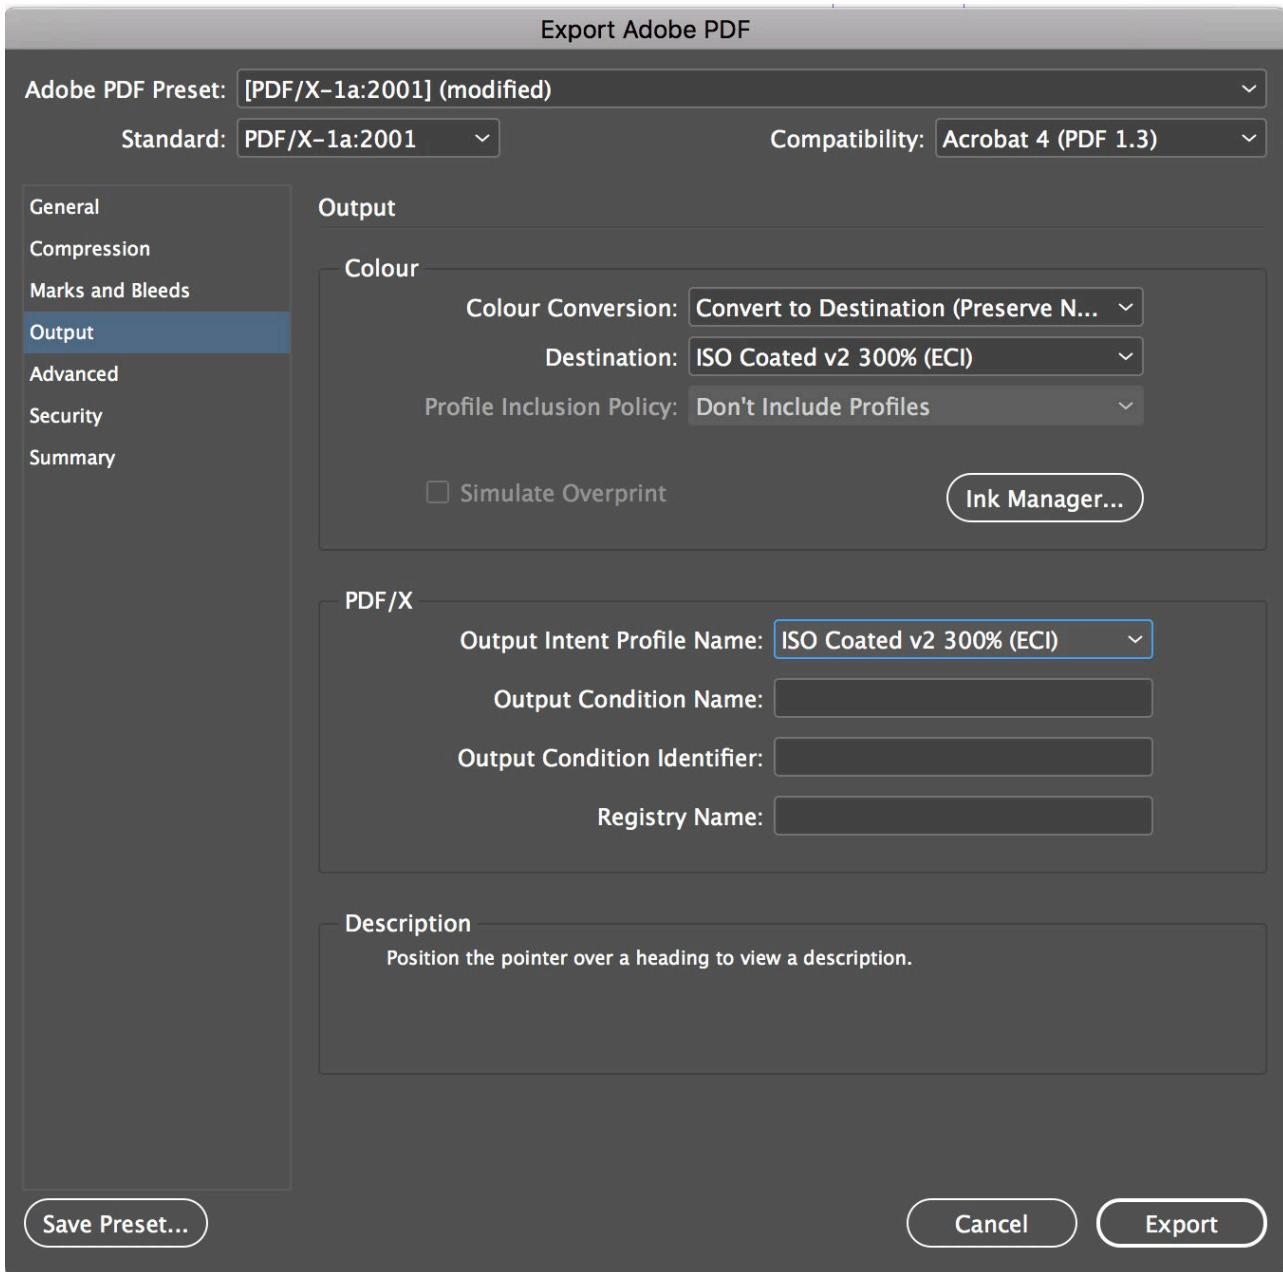 Export Adobe PDF
Adobe PDF Preset: [PDF/X-1a:2001] (modified)
Standard: PDF/X-1a:2001 Compatibility: Acrobat 4 (PDF 1.3)
General
Compression
Marks and Bleeds
Output
Advanced
Security
Summary
Output
Colour
Colour Conversion: Convert to Destination (Preserve N...
Destination: ISO Coated v2 300% (ECI)
Profile Inclusion Policy: Don't Include Profiles
Simulate Overprint
Ink Manager...
PDF/X
Output Intent Profile Name: ISO Coated v2 300% (ECI)
Output Condition Name:
Output Condition Identifier:
Registry Name:
Description
Position the pointer over a heading to view a description.
Save Preset...
Cancel
Export